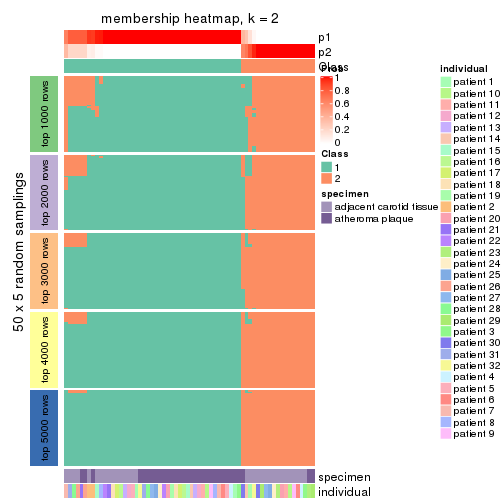 membership heatmap, k = 2
p1
p2
Class
Prob
1
0.8
0.6
0.4
0.2
0
Class
1
2
specimen
adjacent carotid tissue
atheroma plaque
individual
patient 1
patient 10
patient 11
patient 12
patient 13
patient 14
patient 15
patient 16
patient 17
patient 18
patient 19
patient 2
patient 20
patient 21
patient 22
patient 23
patient 24
patient 25
patient 26
patient 27
patient 28
patient 29
patient 3
patient 30
patient 31
patient 32
patient 4
patient 5
patient 6
patient 7
patient 8
patient 9
50 x 5 random samplings
top 1000 rows
top 2000 rows
top 3000 rows
top 4000 rows
top 5000 rows
specimen
individual